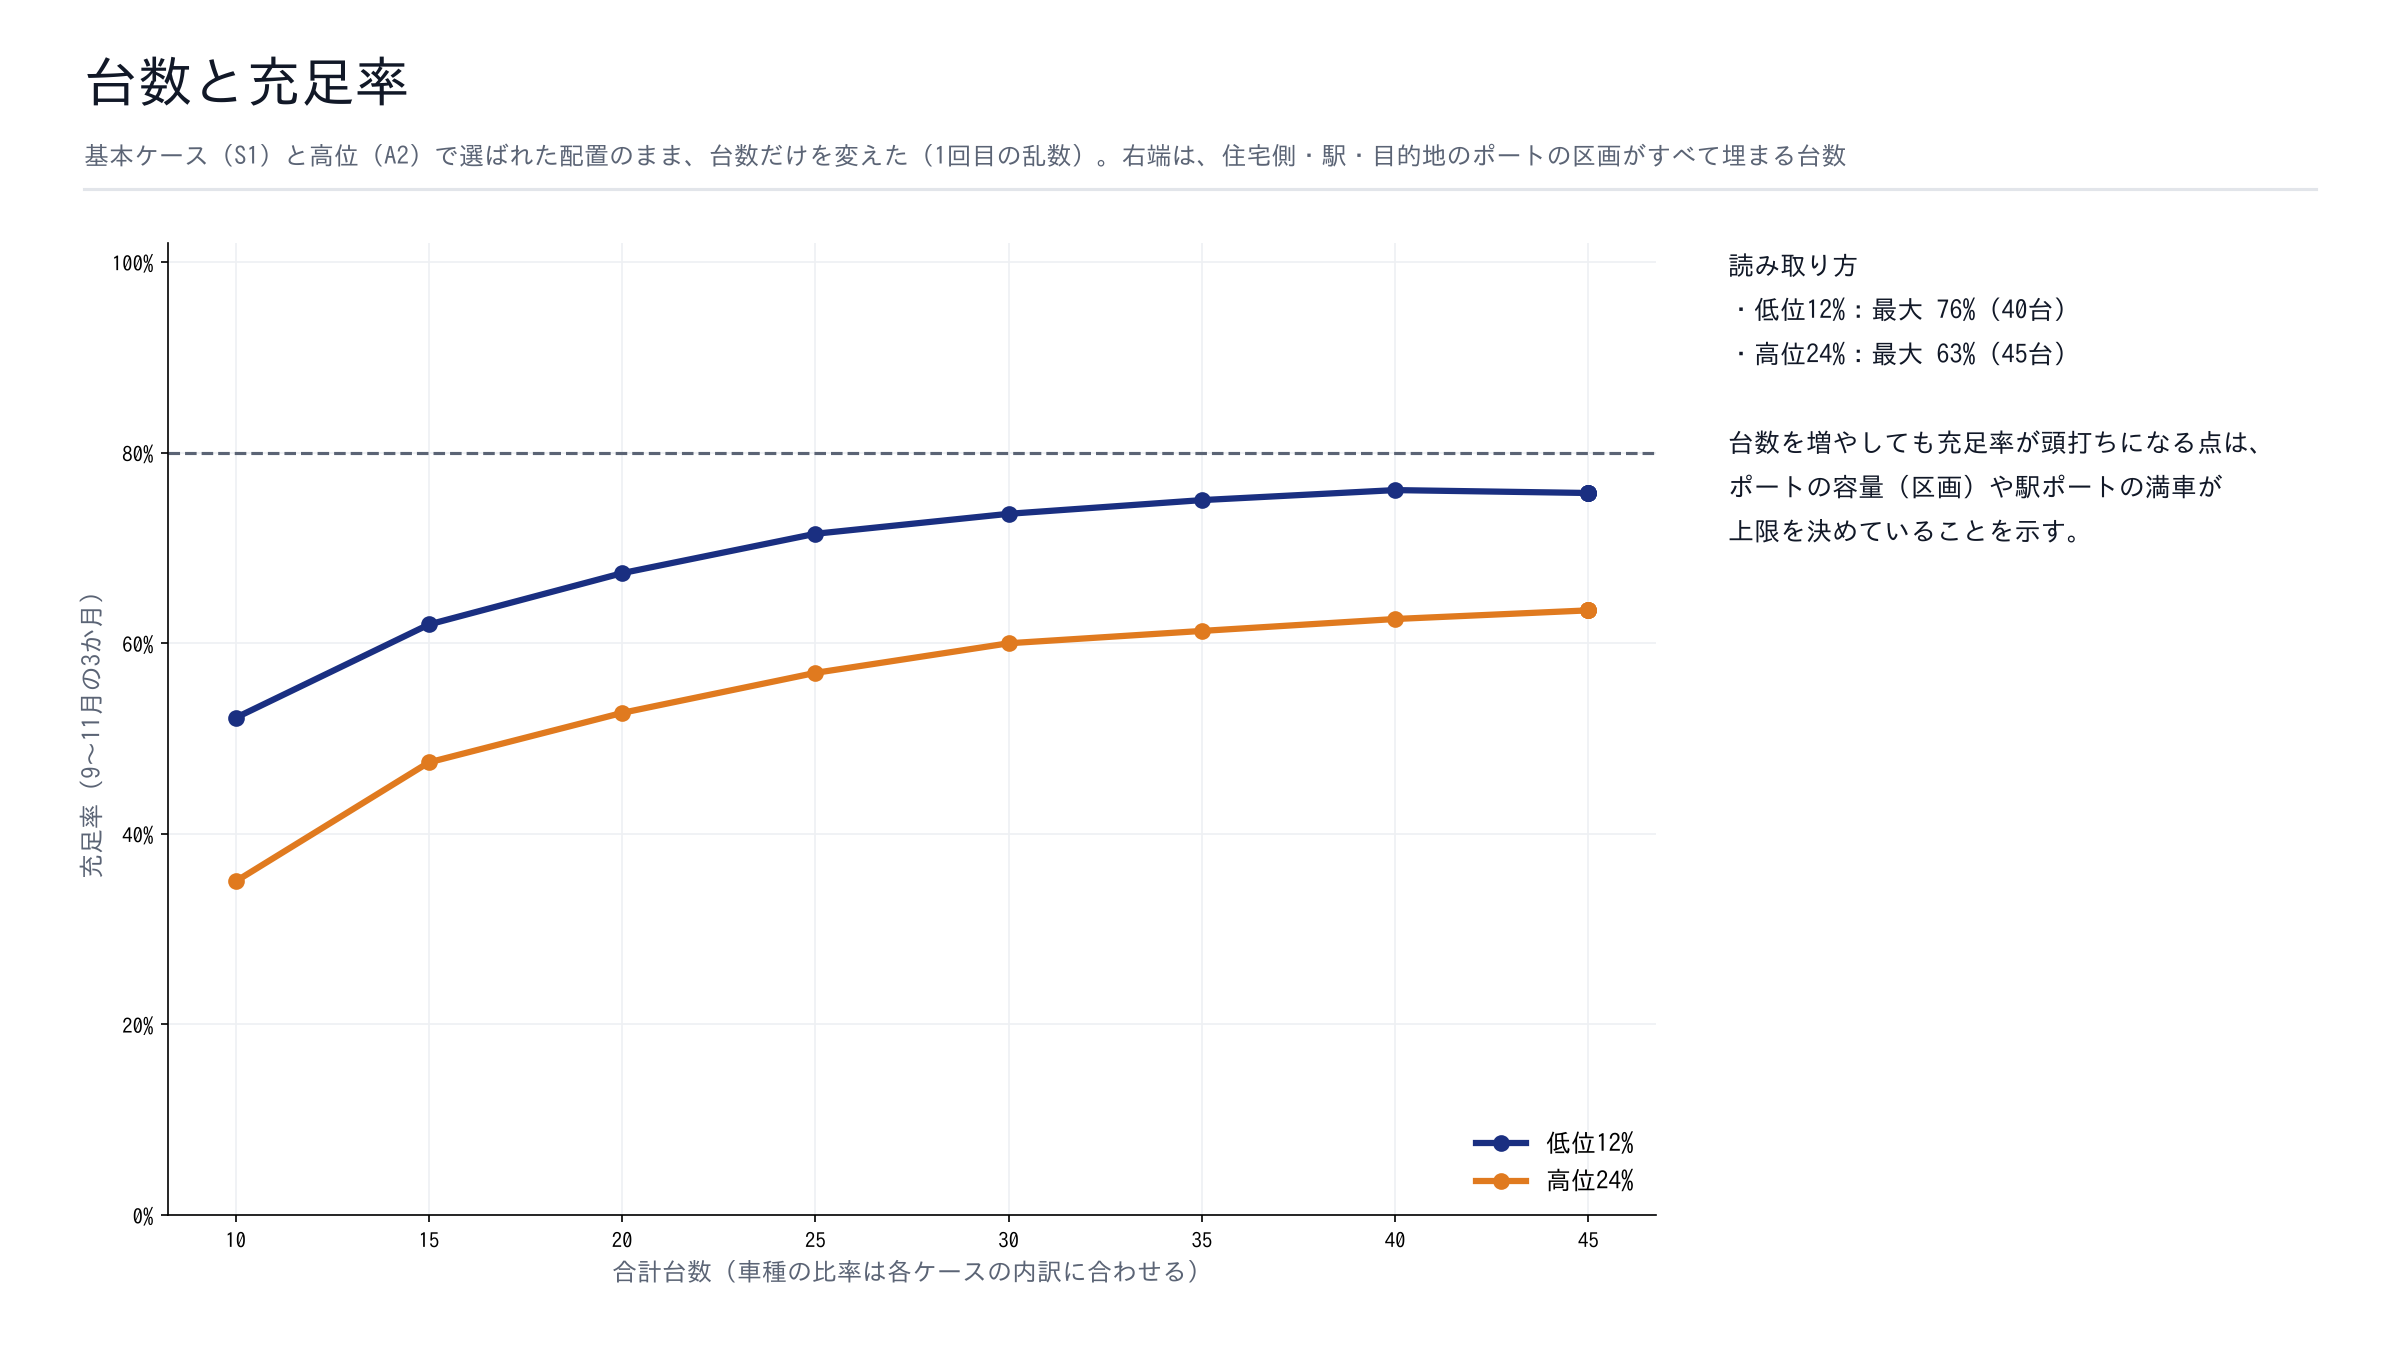 台数と充足率
基本ケース（S1）と高位（A2）で選ばれた配置のまま、台数だけを変えた（1回目の乱数）。右端は、住宅側・駅・目的地のポートの区画がすべて埋まる台数
100%
80%
60%
40%
20%
0%
充足率（9〜11月の3か月）
10 15 20 25 30 35 40 45
合計台数（車種の比率は各ケースの内訳に合わせる）
低位12%
高位24%
読み取り方
・低位12%：最大 76%（40台）
・高位24%：最大 63%（45台）
台数を増やしても充足率が頭打ちになる点は、
ポートの容量（区画）や駅ポートの満車が
上限を決めていることを示す。